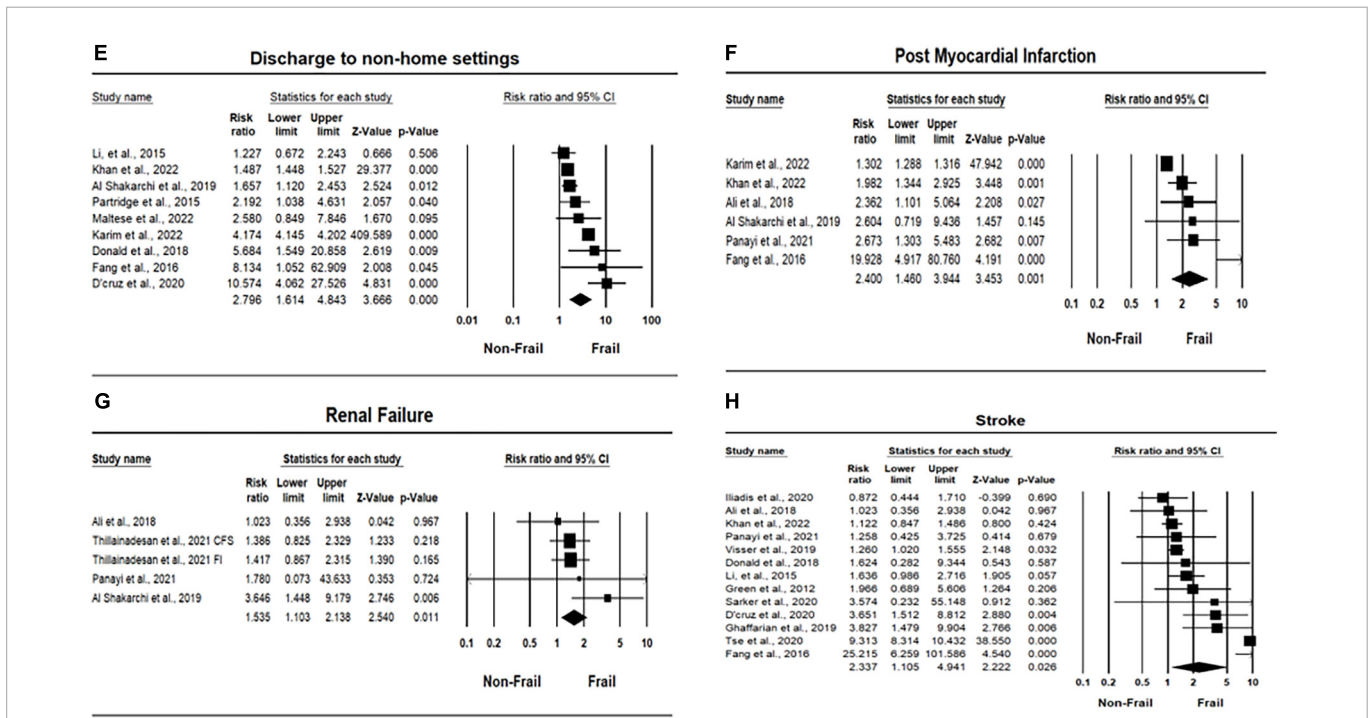 E
Discharge to non-home settings
Study name Statistics for each study Risk ratio and 95% CI
Risk Lower Upper
ratio limit limit Z-Value p-Value
Li, et al., 2015 1.227 0.672 2.243 0.666 0.506
Khan et al., 2022 1.487 1.448 1.527 29.377 0.000
Al Shakarchi et al., 2019 1.657 1.120 2.453 2.524 0.012
Partridge et al., 2015 2.192 1.038 4.631 2.057 0.040
Maltese et al., 2022 2.580 0.849 7.846 1.670 0.095
Karim et al., 2022 4.174 4.145 4.202 409.589 0.000
Donald et al., 2018 5.684 1.549 20.858 2.619 0.009
Fang et al., 2016 8.134 1.052 62.909 2.008 0.045
D'cruz et al., 2020 10.574 4.062 27.526 4.831 0.000
2.796 1.614 4.843 3.666 0.000
0.01 0.1 1 10 100
Non-Frail Frail
F
Post Myocardial Infarction
Study name Statistics for each study Risk ratio and 95% CI
Risk Lower Upper
ratio limit limit Z-Value p-Value
Karim et al., 2022 1.302 1.288 1.316 47.942 0.000
Khan et al., 2022 1.982 1.344 2.925 3.448 0.001
Ali et al., 2018 2.362 1.101 5.064 2.208 0.027
Al Shakarchi et al., 2019 2.604 0.719 9.436 1.457 0.145
Panayi et al., 2021 2.673 1.303 5.483 2.682 0.007
Fang et al., 2016 19.928 4.917 80.760 4.191 0.000
2.400 1.460 3.944 3.453 0.001
0.1 0.2 0.5 1 2 5 10
Non-Frail Frail
G
Renal Failure
Study name Statistics for each study Risk ratio and 95% CI
Risk Lower Upper
ratio limit limit Z-Value p-Value
Ali et al., 2018 1.023 0.356 2.938 0.042 0.967
Thillainadesan et al., 2021 CFS 1.386 0.825 2.329 1.233 0.218
Thillainadesan et al., 2021 FI 1.417 0.867 2.315 1.390 0.165
Panayi et al., 2021 1.780 0.073 43.633 0.353 0.724
Al Shakarchi et al., 2019 3.646 1.448 9.179 2.746 0.006
1.535 1.103 2.138 2.540 0.011
0.1 0.2 0.5 1 2 5 10
Non-Frail Frail
H
Stroke
Study name Statistics for each study Risk ratio and 95% CI
Risk Lower Upper
ratio limit limit Z-Value p-Value
Iliadis et al., 2020 0.872 0.444 1.710 -0.399 0.690
Ali et al., 2018 1.023 0.356 2.938 0.042 0.967
Khan et al., 2022 1.122 0.847 1.486 0.800 0.424
Panayi et al., 2021 1.258 0.425 3.725 0.414 0.679
Visser et al., 2019 1.260 1.020 1.555 2.148 0.032
Donald et al., 2018 1.624 0.282 9.344 0.543 0.587
Li, et al., 2015 1.636 0.986 2.716 1.905 0.057
Green et al., 2012 1.966 0.689 5.606 1.264 0.206
Sarker et al., 2020 3.574 0.232 55.148 0.912 0.362
D'cruz et al., 2020 3.651 1.512 8.812 2.880 0.004
Ghaffarian et al., 2019 3.827 1.479 9.904 2.766 0.006
Tse et al., 2020 9.313 8.314 10.432 38.550 0.000
Fang et al., 2016 25.215 6.259 101.586 4.540 0.000
2.337 1.105 4.941 2.222 0.026
0.1 0.2 0.5 1 2 5 10
Non-Frail Frail